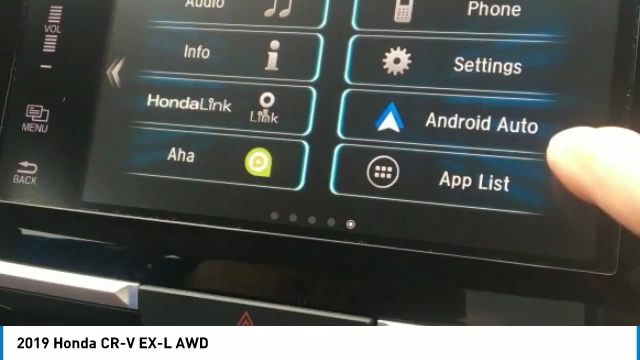 Audio
Phone
VOL
Info
Settings
HondaLink
Link
Android Auto
MENU
Aha
App List
BACK
2019 Honda CR-V EX-L AWD